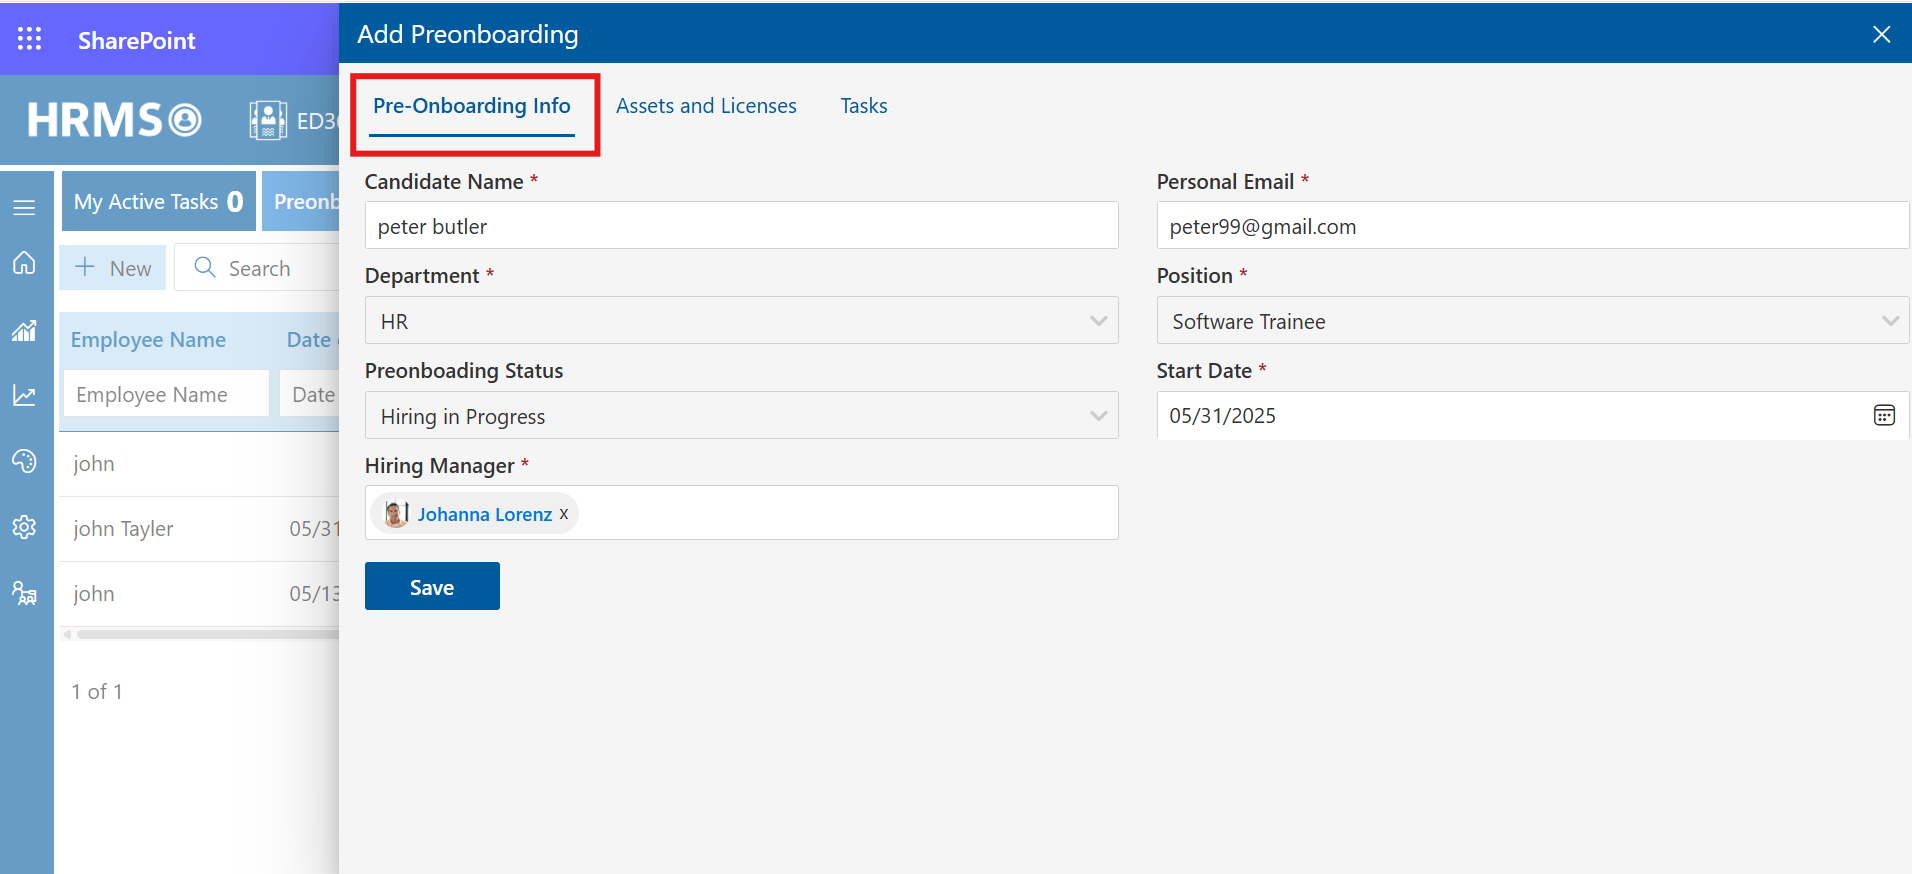 SharePoint
Add Preonboarding
HRMS
ED3
Pre-Onboarding Info
Assets and Licenses
Tasks
My Active Tasks 0
Preonb
New
Search
Employee Name
Date
Employee Name
Date
john
john Tayler
05/31
john
05/13
1 of 1
Candidate Name *
peter butler
Personal Email *
peter99@gmail.com
Department *
HR
Position *
Software Trainee
Preonboading Status
Hiring in Progress
Start Date *
05/31/2025
Hiring Manager *
Johanna Lorenz x
Save